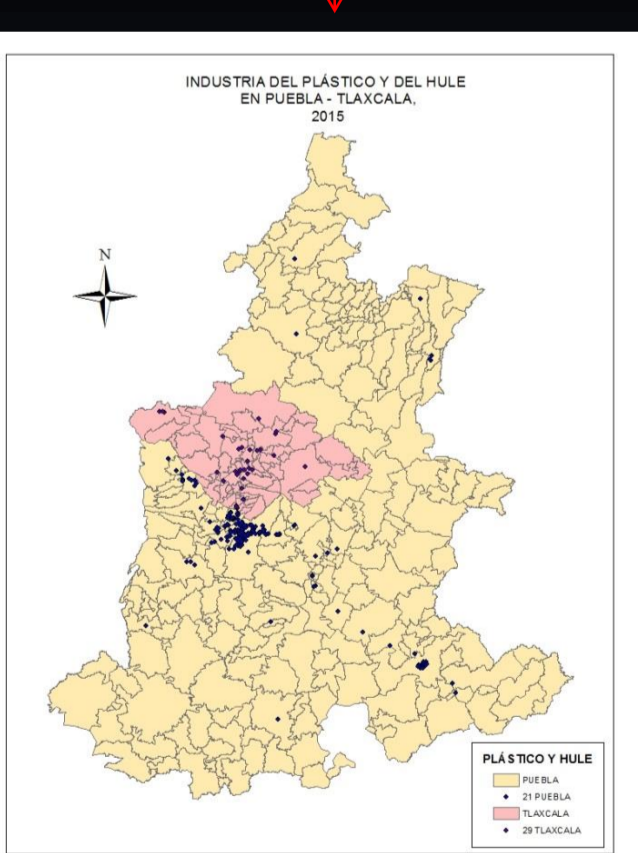 INDUSTRIA DEL PLÁSTICO Y DEL HULE
EN PUEBLA - TLAXCALA,
2015
N
PLÁSTICO Y HULE
PUEBLA
21 PUEBLA
TLAXCALA
29 TLAXCALA